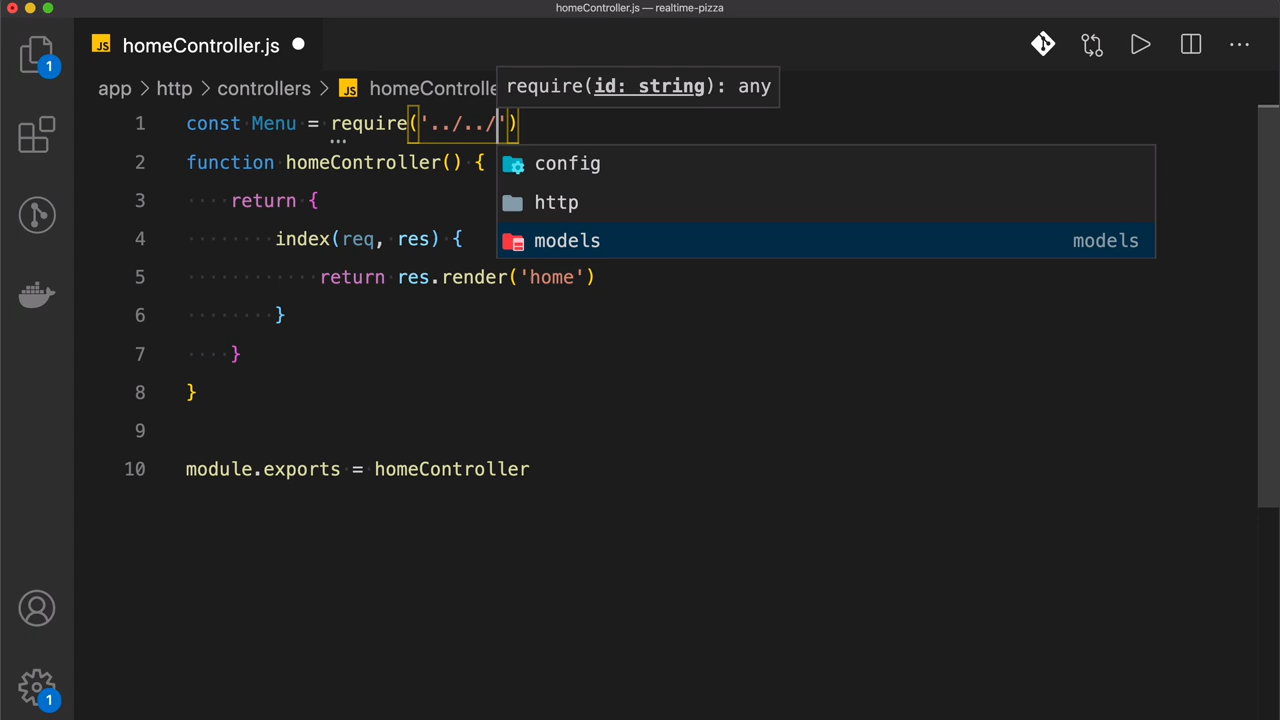 homeController.js — realtime-pizza
JS homeController.js
1
app > http > controllers > JS homeControlle
require(id: string): any
1 const Menu = require('../../')
config
2 function homeController() {
http
3 return {
models models
4 index(req, res) {
5 return res.render('home')
6 }
7 }
8 }
9
10 module.exports = homeController
1